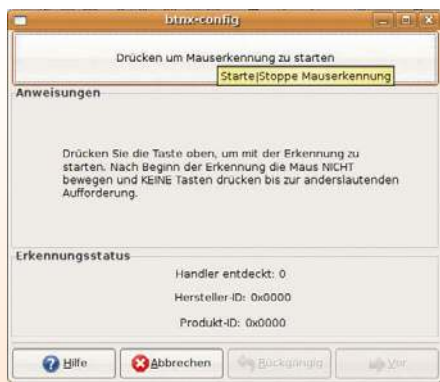 btnx-config
Drücken um Mauserkennung zu starten
Starte|Stoppe Mauserkennung
Anweisungen
Drücken Sie die Taste oben, um mit der Erkennung zu
starten. Nach Beginn der Erkennung die Maus NICHT
bewegen und KEINE Tasten drücken bis zur anderslautenden
Aufforderung.
Erkennungsstatus
Handler entdeckt: 0
Hersteller-ID: 0x0000
Produkt-ID: 0x0000
Hilfe
Abbrechen
Rückgängig
Vor